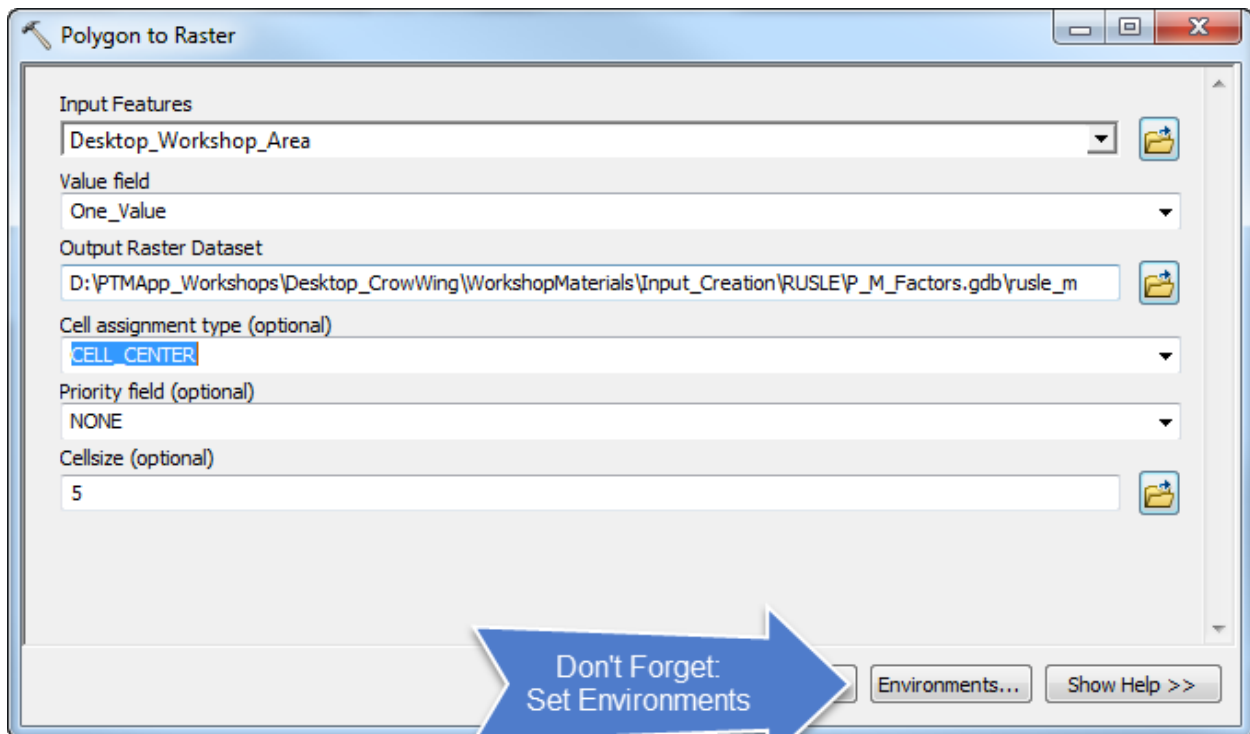 Polygon to Raster
Input Features
Desktop_Workshop_Area
Value field
One_Value
Output Raster Dataset
D:\PTMApp_Workshops\Desktop_CrowWing\WorkshopMaterials\Input_Creation\RUSLE\P_M_Factors.gdb\rusle_m
Cell assignment type (optional)
CELL_CENTER
Priority field (optional)
NONE
Cellsize (optional)
5
Don't Forget:
Set Environments
Environments...
Show Help >>